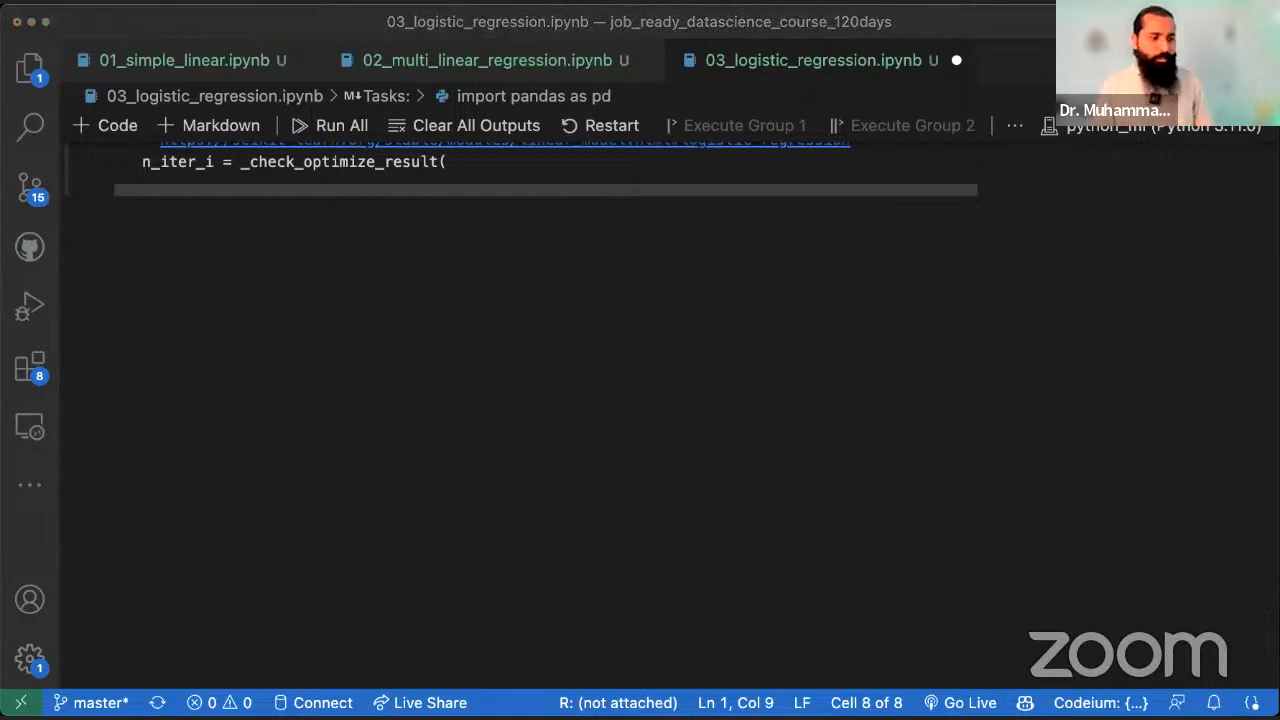 03_logistic_regression.ipynb — job_ready_datascience_course_120days
01_simple_linear.ipynb U
02_multi_linear_regression.ipynb U
03_logistic_regression.ipynb U
03_logistic_regression.ipynb > M↓Tasks: > import pandas as pd
Dr. Muhamma...
+ Code + Markdown Run All Clear All Outputs Restart Execute Group 1 Execute Group 2 ...
n_iter_i = _check_optimize_result(
1
15
8
1
zoom
master* 0 0 Connect Live Share R: (not attached) Ln 1, Col 9 LF Cell 8 of 8 Go Live Codeium: {...}